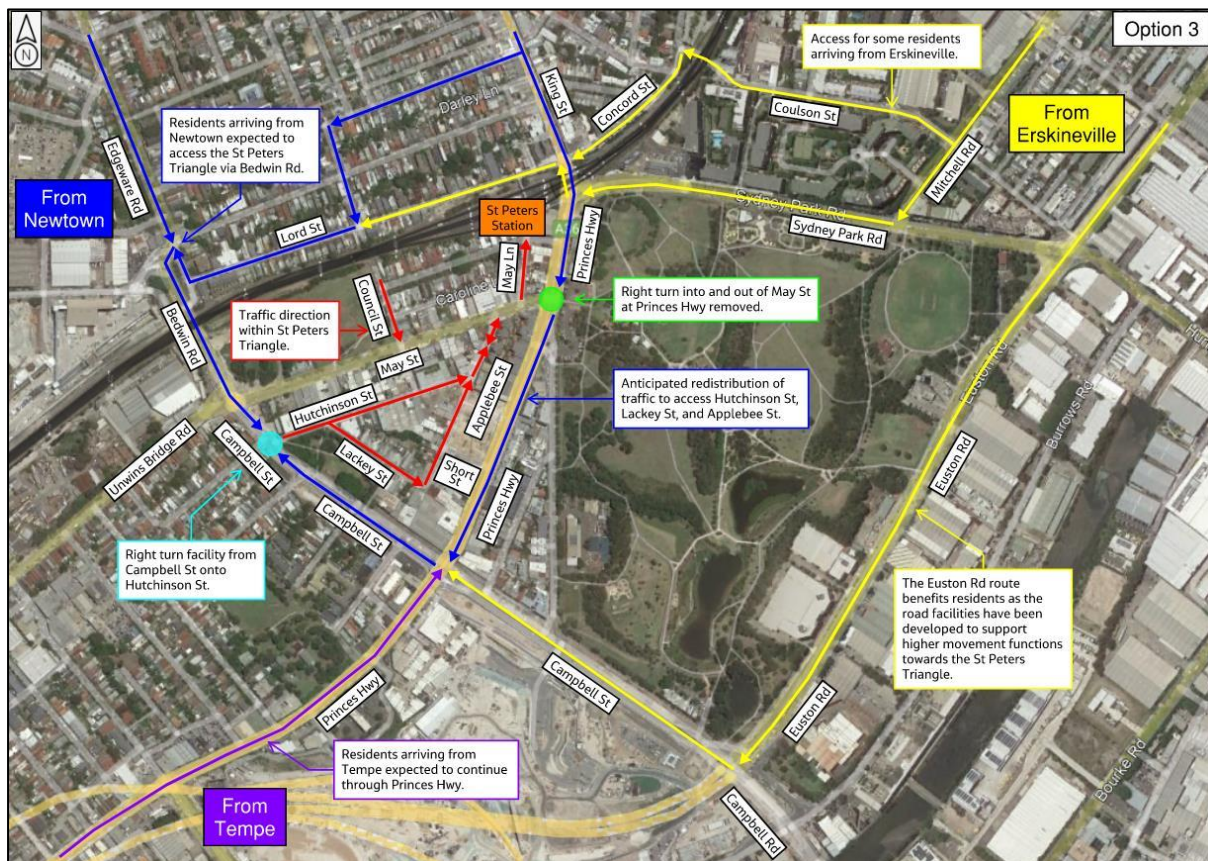 N
Option 3
Access for some residents
arriving from Erskineville.
King St
Darley Ln
Concord St
Coulson St
From
Erskineville
Residents arriving from
Newtown expected to
access the St Peters
Triangle via Bedwin Rd.
Edgeware Rd
Mitchell Rd
From
Newtown
St Peters
Station
Sydney Park Rd
Sydney Park Rd
Lord St
May Ln
Princes Hwy
Caroline
Council St
Right turn into and out of May St
at Princes Hwy removed.
Traffic direction
within St Peters
Triangle.
Bedwin Rd
May St
Euston Rd
Burrows Rd
Hutchinson St
Applebee St
Anticipated redistribution of
traffic to access Hutchinson St,
Lackey St, and Applebee St.
Unwins Bridge Rd
Campbell St
Lackey St
Short
St
Princes Hwy
Euston Rd
Campbell St
Right turn facility from
Campbell St onto
Hutchinson St.
The Euston Rd route
benefits residents as the
road facilities have been
developed to support
higher movement functions
towards the St Peters
Triangle.
Campbell St
Princes Hwy
Euston Rd
Bourke Rd
Residents arriving from
Tempe expected to continue
through Princes Hwy.
From
Tempe
Campbell Rd